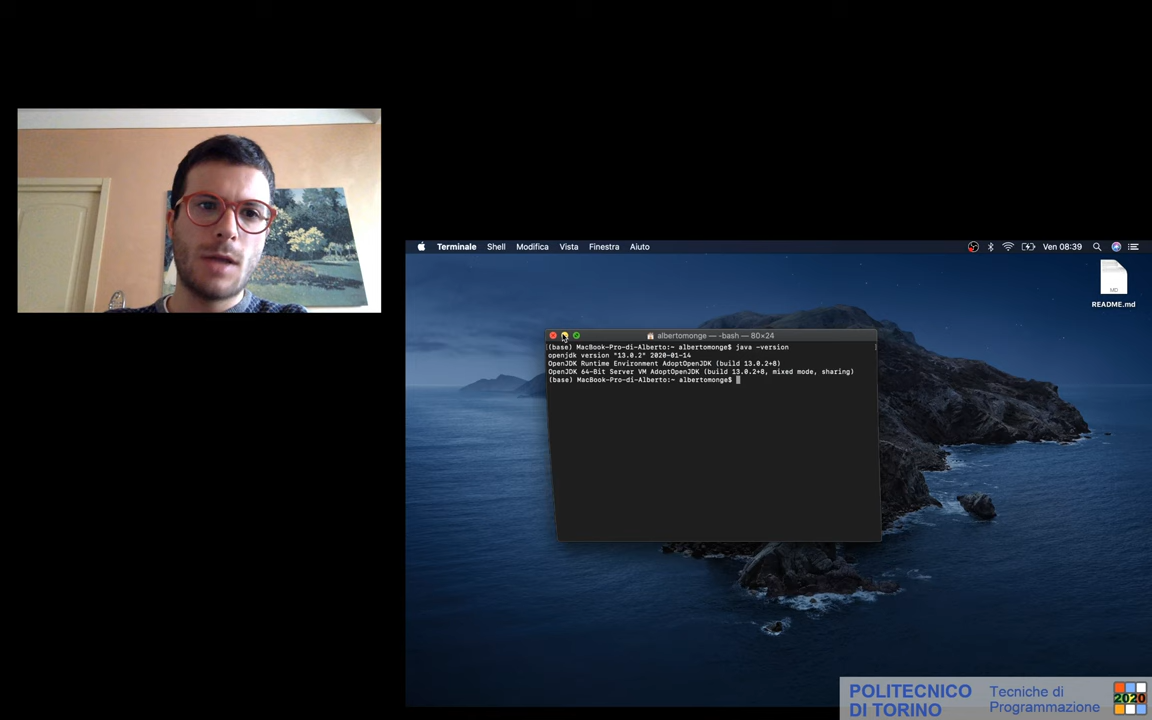 Terminale Shell Modifica Vista Finestra Aiuto Ven 08:39
MD
README.md
albertomonge — -bash — 80×24
(base) MacBook-Pro-di-Alberto:~ albertomonge$ java -version
openjdk version "13.0.2" 2020-01-14
OpenJDK Runtime Environment AdoptOpenJDK (build 13.0.2+8)
OpenJDK 64-Bit Server VM AdoptOpenJDK (build 13.0.2+8, mixed mode, sharing)
(base) MacBook-Pro-di-Alberto:~ albertomonge$
POLITECNICO
DI TORINO
Tecniche di
Programmazione
2020